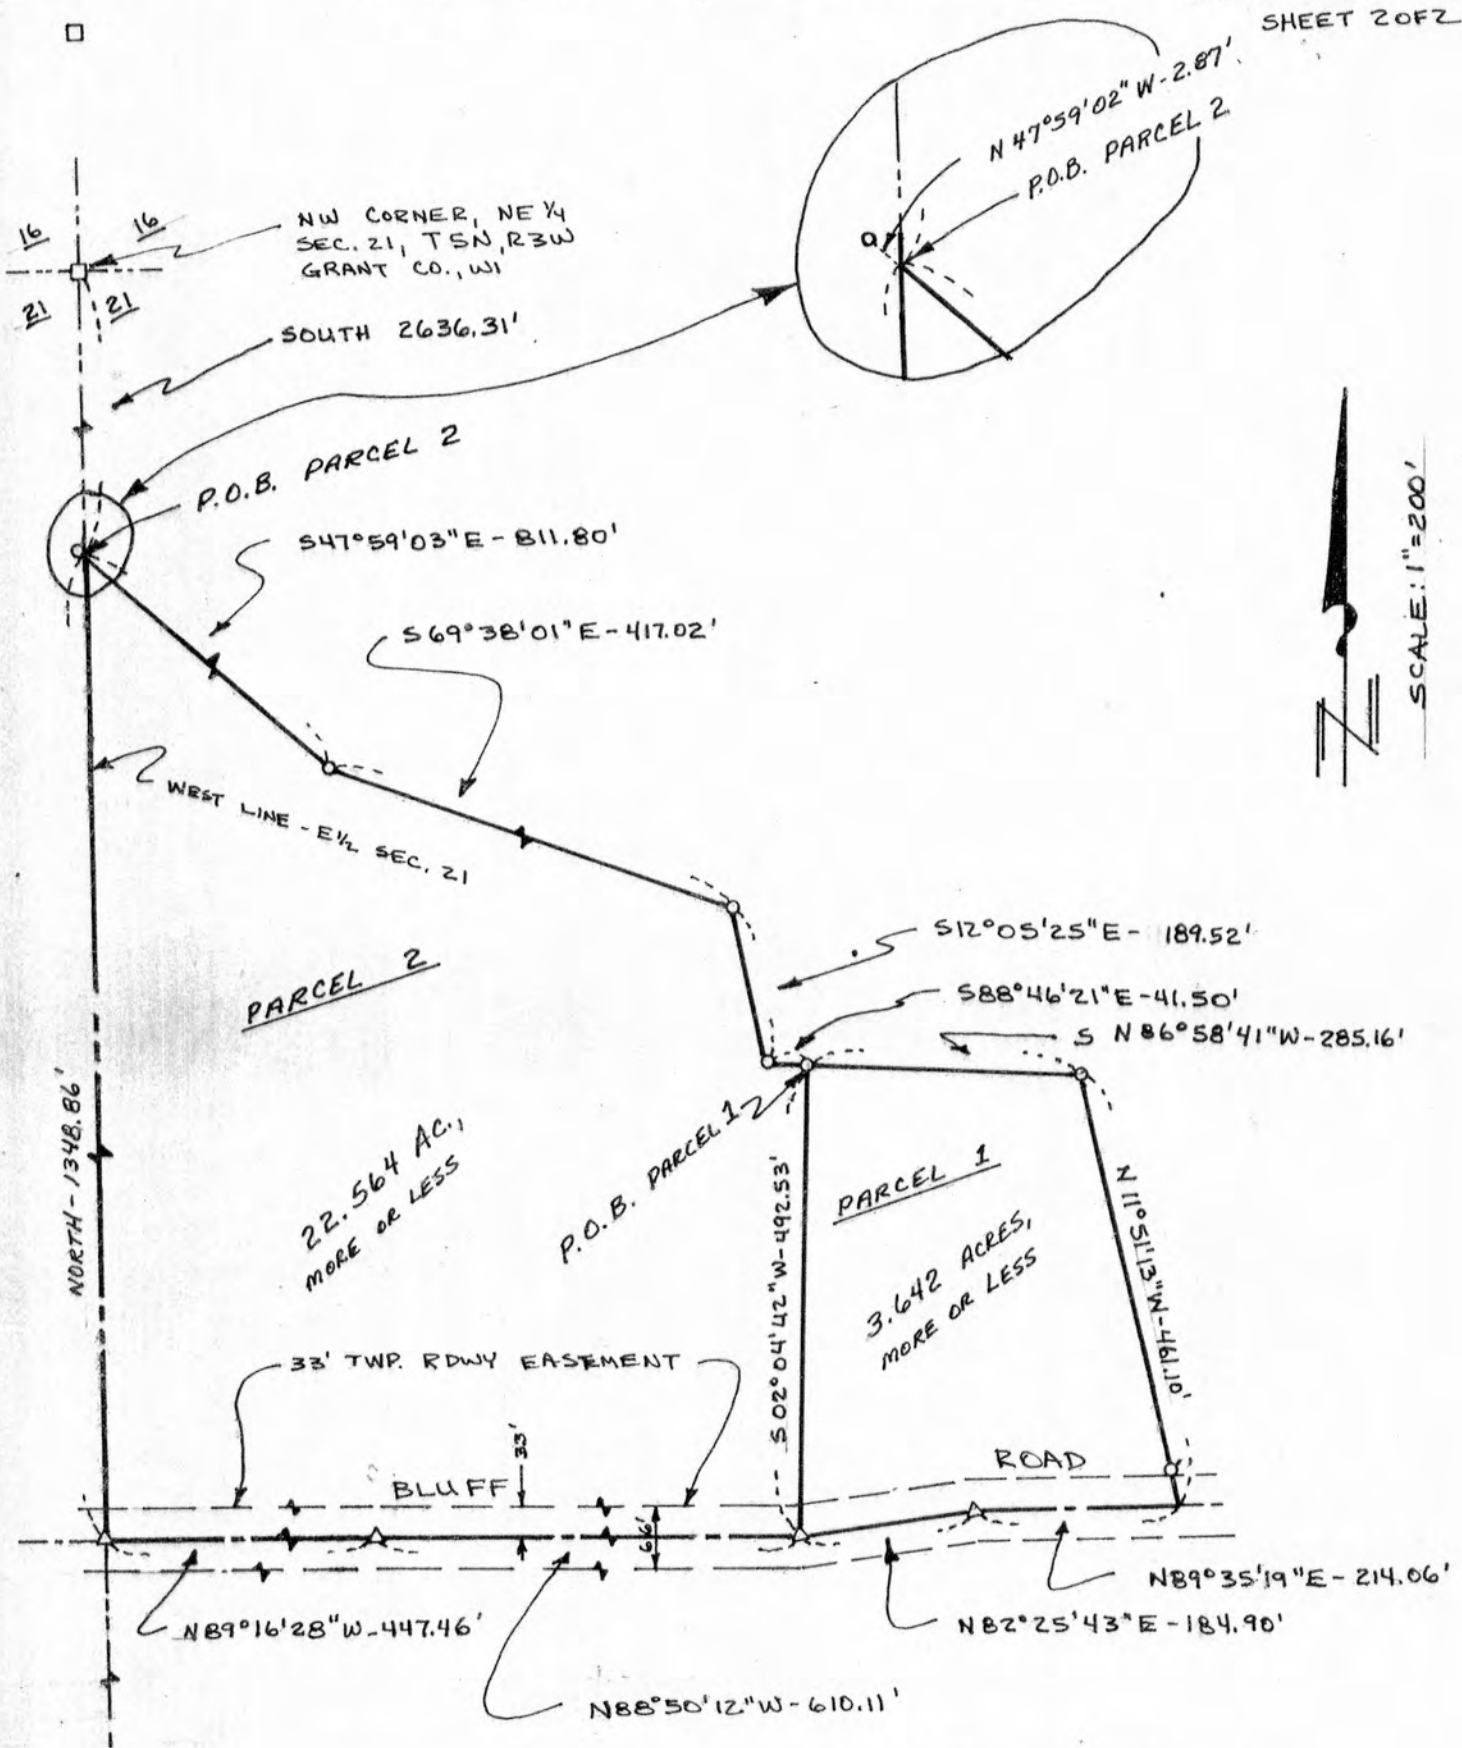 SHEET 2 OF 2
N 47°59'02" W - 2.87'
P.O.B. PARCEL 2
a
16
16
NW CORNER, NE 1/4
SEC. 21, T5N, R3W
GRANT CO., WI
21
21
SOUTH 2636.31'
P.O.B. PARCEL 2
S47°59'03"E - 811.80'
S 69°38'01"E - 417.02'
SCALE: 1"=200'
WEST LINE - E 1/2 SEC. 21
PARCEL 2
S12°05'25"E - 189.52'
S88°46'21"E - 41.50'
S N 86°58'41"W - 285.16'
NORTH - 1348.86'
22.564 AC.,
MORE OR LESS
P.O.B. PARCEL 1
S 02°04'42"W - 492.53'
PARCEL 1
3.642 ACRES,
MORE OR LESS
N 11°51'13"W - 461.10'
33' TWP. RDWY EASEMENT
33'
BLUFF
ROAD
66'
N89°35'19"E - 214.06'
N89°16'28"W - 447.46'
N82°25'43"E - 184.90'
N88°50'12"W - 610.11'